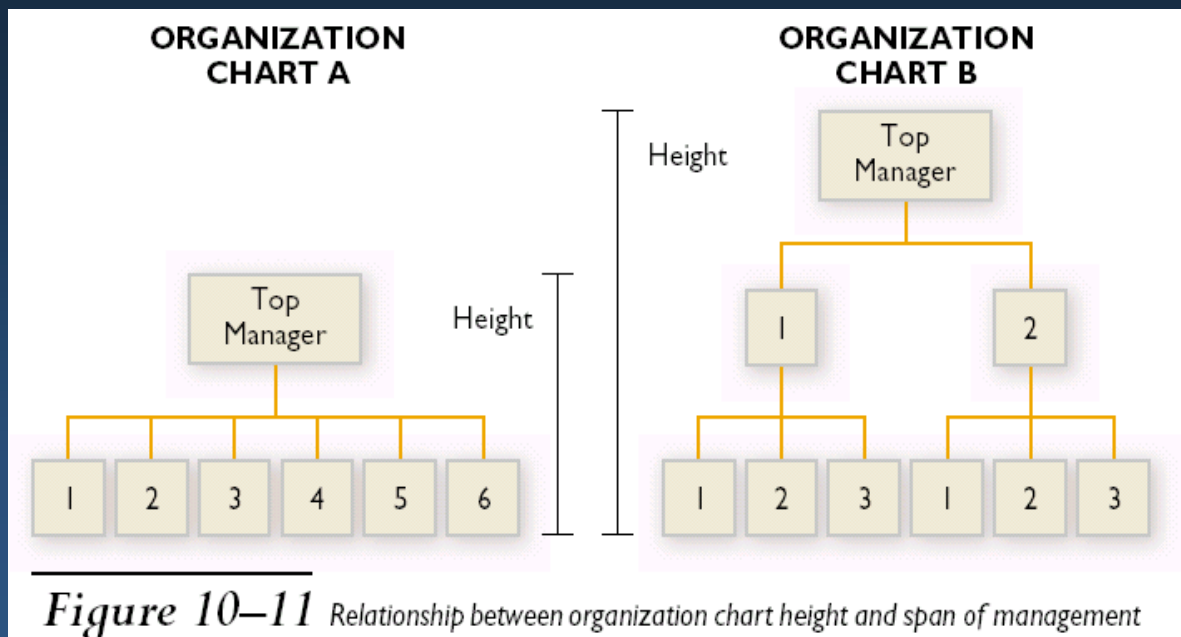 ORGANIZATION
CHART A
Top
Manager
Height
1
2
3
4
5
6
ORGANIZATION
CHART B
Height
Top
Manager
1
2
1
2
3
1
2
3
Figure 10–11 Relationship between organization chart height and span of management